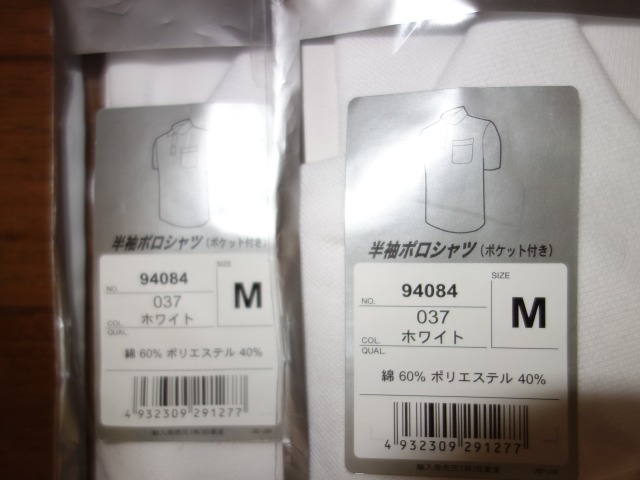 半袖ポロシャツ(ポケット付き)
NO. 94084
SIZE
M
037
COL. ホワイト
QUAL.
綿 60% ポリエステル 40%
4 932309 291277
半袖ポロシャツ(ポケット付き)
NO. 94084
SIZE
M
037
COL. ホワイト
QUAL.
綿 60% ポリエステル 40%
4 932309 291277